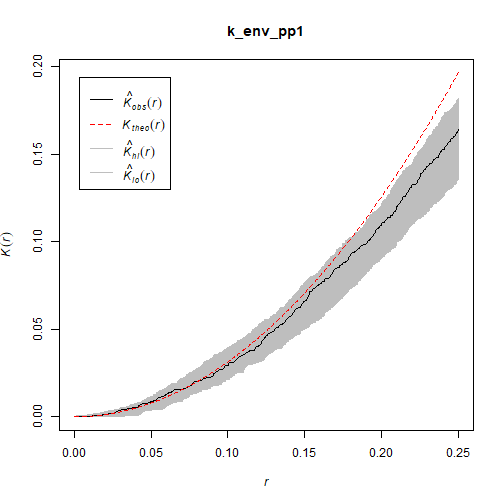 k_env_pp1
K̂obs(r)
Ktheo(r)
K̂hi(r)
K̂lo(r)
K(r)
0.00 0.05 0.10 0.15 0.20
0.00 0.05 0.10 0.15 0.20 0.25
r